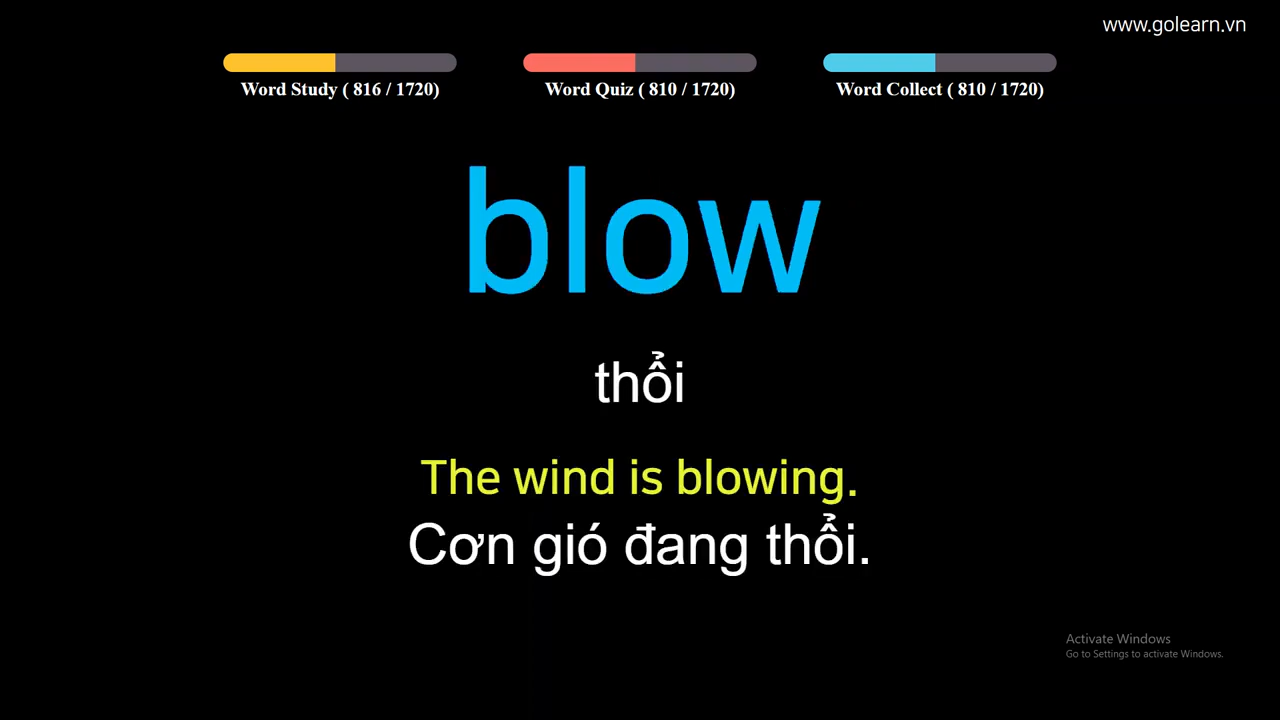 www.golearn.vn
Word Study ( 816 / 1720)
Word Quiz ( 810 / 1720)
Word Collect ( 810 / 1720)
blow
thổi
The wind is blowing.
Cơn gió đang thổi.
Activate Windows
Go to Settings to activate Windows.